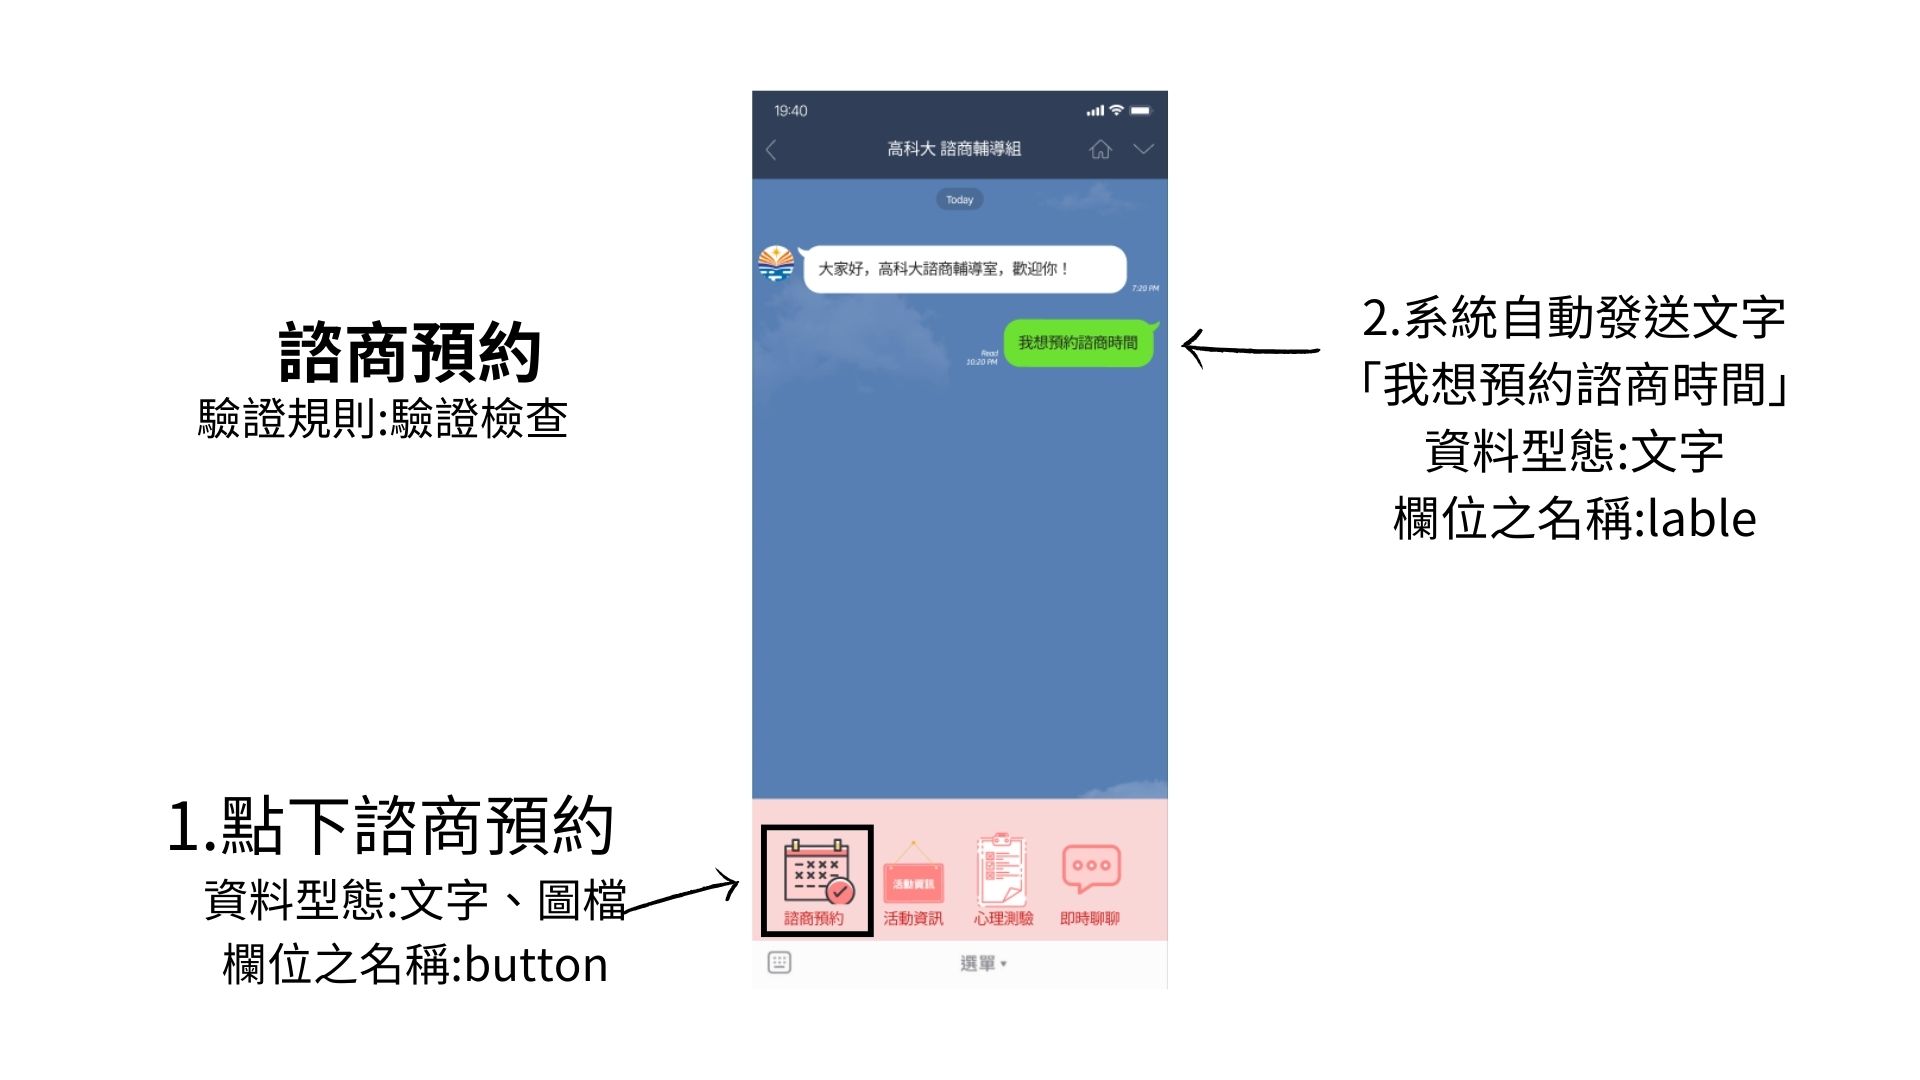 諮商預約
驗證規則:驗證檢查
1.點下諮商預約
資料型態:文字、圖檔
欄位之名稱:button
19:40
高科大 諮商輔導組
Today
大家好，高科大諮商輔導室，歡迎你！
7:20 PM
我想預約諮商時間
Read
10:20 PM
活動資訊
諮商預約
活動資訊
心理測驗
即時聊聊
選單
2.系統自動發送文字
「我想預約諮商時間」
資料型態:文字
欄位之名稱:lable